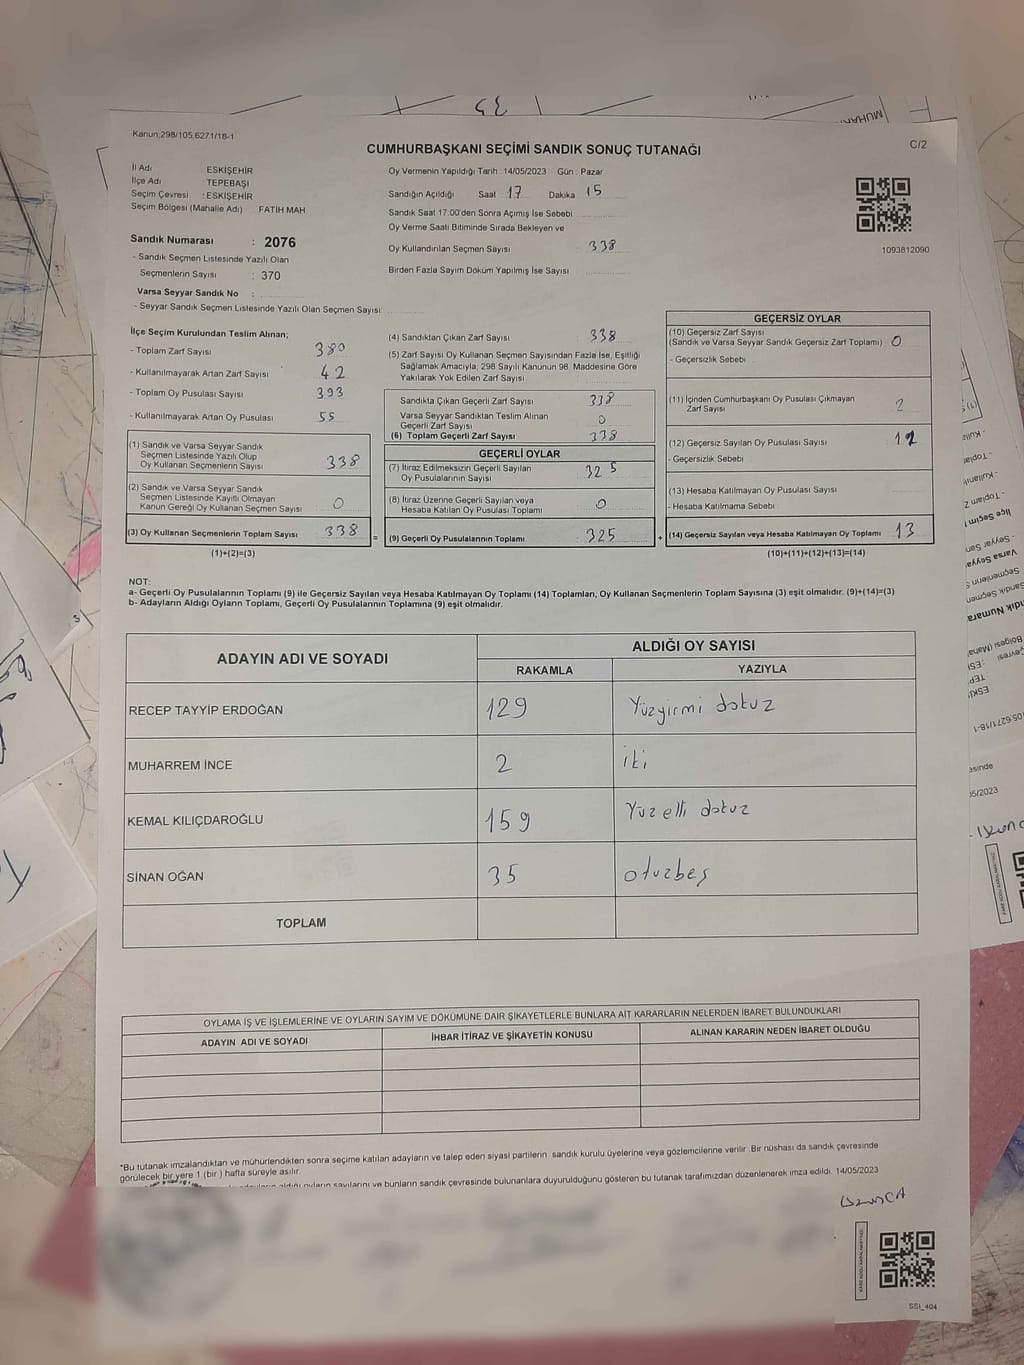 Kanun;298/105,6271/18-1
CUMHURBAŞKANI SEÇİMİ SANDIK SONUÇ TUTANAĞI
C/2
İl Adı : ESKİŞEHİR
İlçe Adı : TEPEBAŞI
Seçim Çevresi : ESKİŞEHİR
Seçim Bölgesi (Mahalle Adı) FATİH MAH
Oy Vermenin Yapıldığı Tarih : 14/05/2023 Gün : Pazar
Sandığın Açıldığı Saat 17 Dakika 15
Sandık Saat 17:00'den Sonra Açımış İse Sebebi
Oy Verme Saati Bitiminde Sırada Bekleyen ve
Oy Kullandırılan Seçmen Sayısı 338
Birden Fazla Sayım Döküm Yapılmış İse Sayısı
1093812090
Sandık Numarası : 2076
- Sandık Seçmen Listesinde Yazılı Olan
Seçmenlerin Sayısı : 370
Varsa Seyyar Sandık No :
- Seyyar Sandık Seçmen Listesinde Yazılı Olan Seçmen Sayısı:
İlçe Seçim Kurulundan Teslim Alınan;
- Toplam Zarf Sayısı 380
- Kullanılmayarak Artan Zarf Sayısı 42
- Toplam Oy Pusulası Sayısı 393
- Kullanılmayarak Artan Oy Pusulası 55
(1) Sandık ve Varsa Seyyar Sandık
Seçmen Listesinde Yazılı Olup
Oy Kullanan Seçmenlerin Sayısı 338
(2) Sandık ve Varsa Seyyar Sandık
Seçmen Listesinde Kayıtlı Olmayan
Kanun Gereği Oy Kullanan Seçmen Sayısı 0
(3) Oy Kullanan Seçmenlerin Toplam Sayısı 338 =
(1)+(2)=(3)
(4) Sandıktan Çıkan Zarf Sayısı 338
(5) Zarf Sayısı Oy Kullanan Seçmen Sayısından Fazla İse, Eşitliği
Sağlamak Amacıyla; 298 Sayılı Kanunun 98. Maddesine Göre
Yakılarak Yok Edilen Zarf Sayısı
Sandıkta Çıkan Geçerli Zarf Sayısı 338
Varsa Seyyar Sandıktan Teslim Alınan
Geçerli Zarf Sayısı 0
(6) Toplam Geçerli Zarf Sayısı 338
GEÇERLİ OYLAR
(7) İtiraz Edilmeksizin Geçerli Sayılan
Oy Pusulalarının Sayısı 325
(8) İtiraz Üzerine Geçerli Sayılan veya
Hesaba Katılan Oy Pusulası Toplamı 0
(9) Geçerli Oy Pusulalarının Toplamı 325 +
GEÇERSİZ OYLAR
(10) Geçersiz Zarf Sayısı
(Sandık ve Varsa Seyyar Sandık Geçersiz Zarf Toplamı) 0
- Geçersizlik Sebebi
(11) İçinden Cumhurbaşkanı Oy Pusulası Çıkmayan
Zarf Sayısı 2
(12) Geçersiz Sayılan Oy Pusulası Sayısı
- Geçersizlik Sebebi
(13) Hesaba Katılmayan Oy Pusulası Sayısı
- Hesaba Katılmama Sebebi
(14) Geçersiz Sayılan veya Hesaba Katılmayan Oy Toplamı 13
(10)+(11)+(12)+(13)=(14)
NOT:
a- Geçerli Oy Pusulalarının Toplamı (9) ile Geçersiz Sayılan veya Hesaba Katılmayan Oy Toplamı (14) Toplamları, Oy Kullanan Seçmenlerin Toplam Sayısına (3) eşit olmalıdır. (9)+(14)=(3)
b- Adayların Aldığı Oyların Toplamı, Geçerli Oy Pusulalarının Toplamına (9) eşit olmalıdır.
ADAYIN ADI VE SOYADI
ALDIĞI OY SAYISI
RAKAMLA YAZIYLA
RECEP TAYYİP ERDOĞAN 129 Yüzyirmi dokuz
MUHARREM İNCE 2 iki
KEMAL KILIÇDAROĞLU 159 Yüzelli dokuz
SİNAN OĞAN 35 otuzbeş
TOPLAM
OYLAMA İŞ VE İŞLEMLERİNE VE OYLARIN SAYIM VE DÖKÜMÜNE DAİR ŞİKAYETLERLE BUNLARA AİT KARARLARIN NELERDEN İBARET BULUNDUKLARI
ADAYIN ADI VE SOYADI İHBAR İTİRAZ VE ŞİKAYETİN KONUSU ALINAN KARARIN NEDEN İBARET OLDUĞU
*Bu tutanak imzalandıktan ve mühürlendikten sonra seçime katılan adayların ve talep eden siyasi partilerin sandık kurulu üyelerine veya gözlemcilerine verilir. Bir nüshası da sandık çevresinde
görülecek bir yere 1 (bir ) hafta süreyle asılır.
aldığı oyların sayılarını ve bunların sandık çevresinde bulunanlara duyurulduğunu gösteren bu tutanak tarafımızdan düzenlenerek imza edildi. 14/05/2023
SSI_404